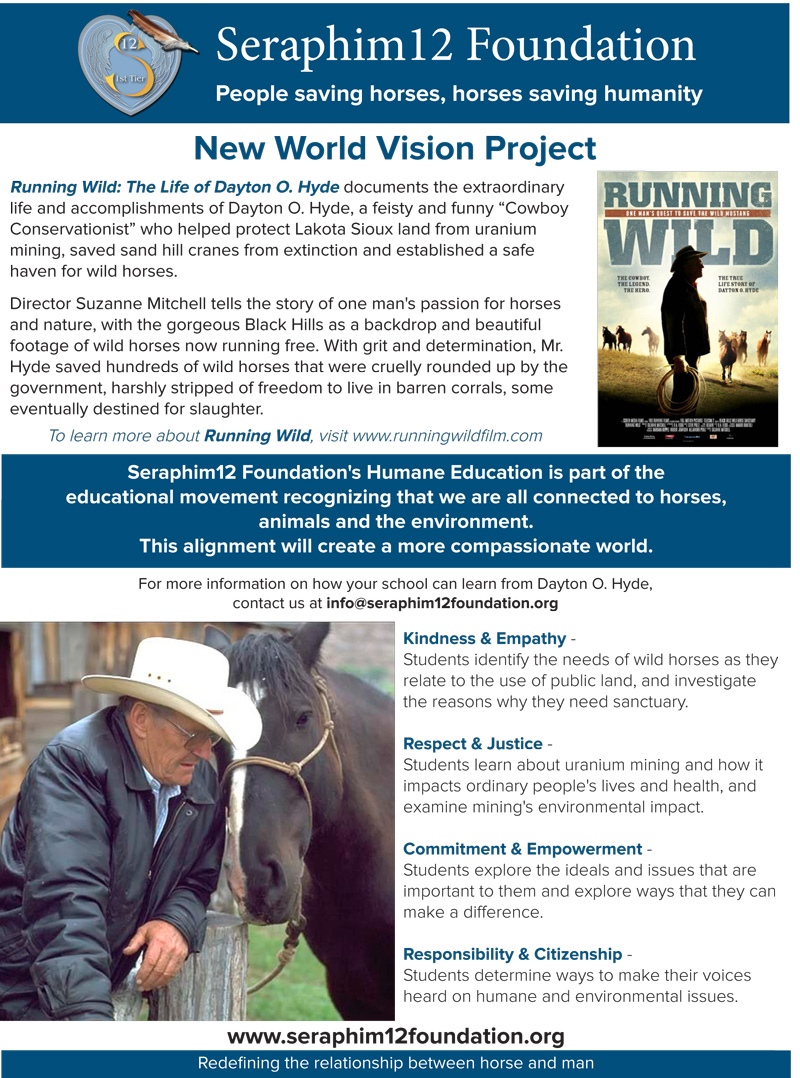 12
S
1st Tier
Seraphim12 Foundation
People saving horses, horses saving humanity
New World Vision Project
Running Wild: The Life of Dayton O. Hyde documents the extraordinary
life and accomplishments of Dayton O. Hyde, a feisty and funny “Cowboy
Conservationist” who helped protect Lakota Sioux land from uranium
mining, saved sand hill cranes from extinction and established a safe
haven for wild horses.
Director Suzanne Mitchell tells the story of one man's passion for horses
and nature, with the gorgeous Black Hills as a backdrop and beautiful
footage of wild horses now running free. With grit and determination, Mr.
Hyde saved hundreds of wild horses that were cruelly rounded up by the
government, harshly stripped of freedom to live in barren corrals, some
eventually destined for slaughter.
To learn more about Running Wild, visit www.runningwildfilm.com
RUNNING
ONE MAN'S QUEST TO SAVE THE WILD MUSTANG
WILD
THE COWBOY.
THE LEGEND.
THE HERO.
THE TRUE
LIFE STORY OF
DAYTON O. HYDE
Seraphim12 Foundation's Humane Education is part of the
educational movement recognizing that we are all connected to horses,
animals and the environment.
This alignment will create a more compassionate world.
For more information on how your school can learn from Dayton O. Hyde,
contact us at info@seraphim12foundation.org
Kindness & Empathy -
Students identify the needs of wild horses as they
relate to the use of public land, and investigate
the reasons why they need sanctuary.
Respect & Justice -
Students learn about uranium mining and how it
impacts ordinary people's lives and health, and
examine mining's environmental impact.
Commitment & Empowerment -
Students explore the ideals and issues that are
important to them and explore ways that they can
make a difference.
Responsibility & Citizenship -
Students determine ways to make their voices
heard on humane and environmental issues.
www.seraphim12foundation.org
Redefining the relationship between horse and man